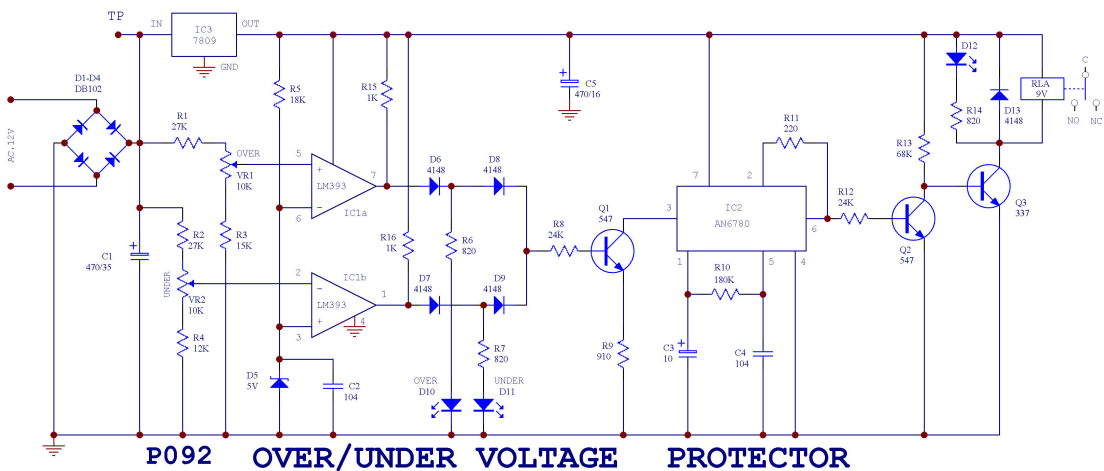 TP
IN
IC3
7809
OUT
GND
D1-D4
DB102
AC.12V
R1
27K
OVER
VR1
10K
R5
18K
5
+
LM393
7
−
6
IC1a
R15
1K
R16
1K
D6
4148
D8
4148
C5
470/16
+
R2
27K
R3
15K
UNDER
VR2
10K
R4
12K
C1
470/35
+
2
−
IC1b
LM393
1
+
3
4
D7
4148
D9
4148
R6
820
R7
820
D5
5V
C2
104
OVER
D10
UNDER
D11
R8
24K
Q1
547
R9
910
R11
220
7
2
3
IC2
AN6780
6
1
5
4
R10
180K
C3
10
+
C4
104
R12
24K
Q2
547
R13
68K
Q3
337
D12
R14
820
D13
4148
RLA
9V
C
NO
NC
P092 OVER/UNDER VOLTAGE PROTECTOR